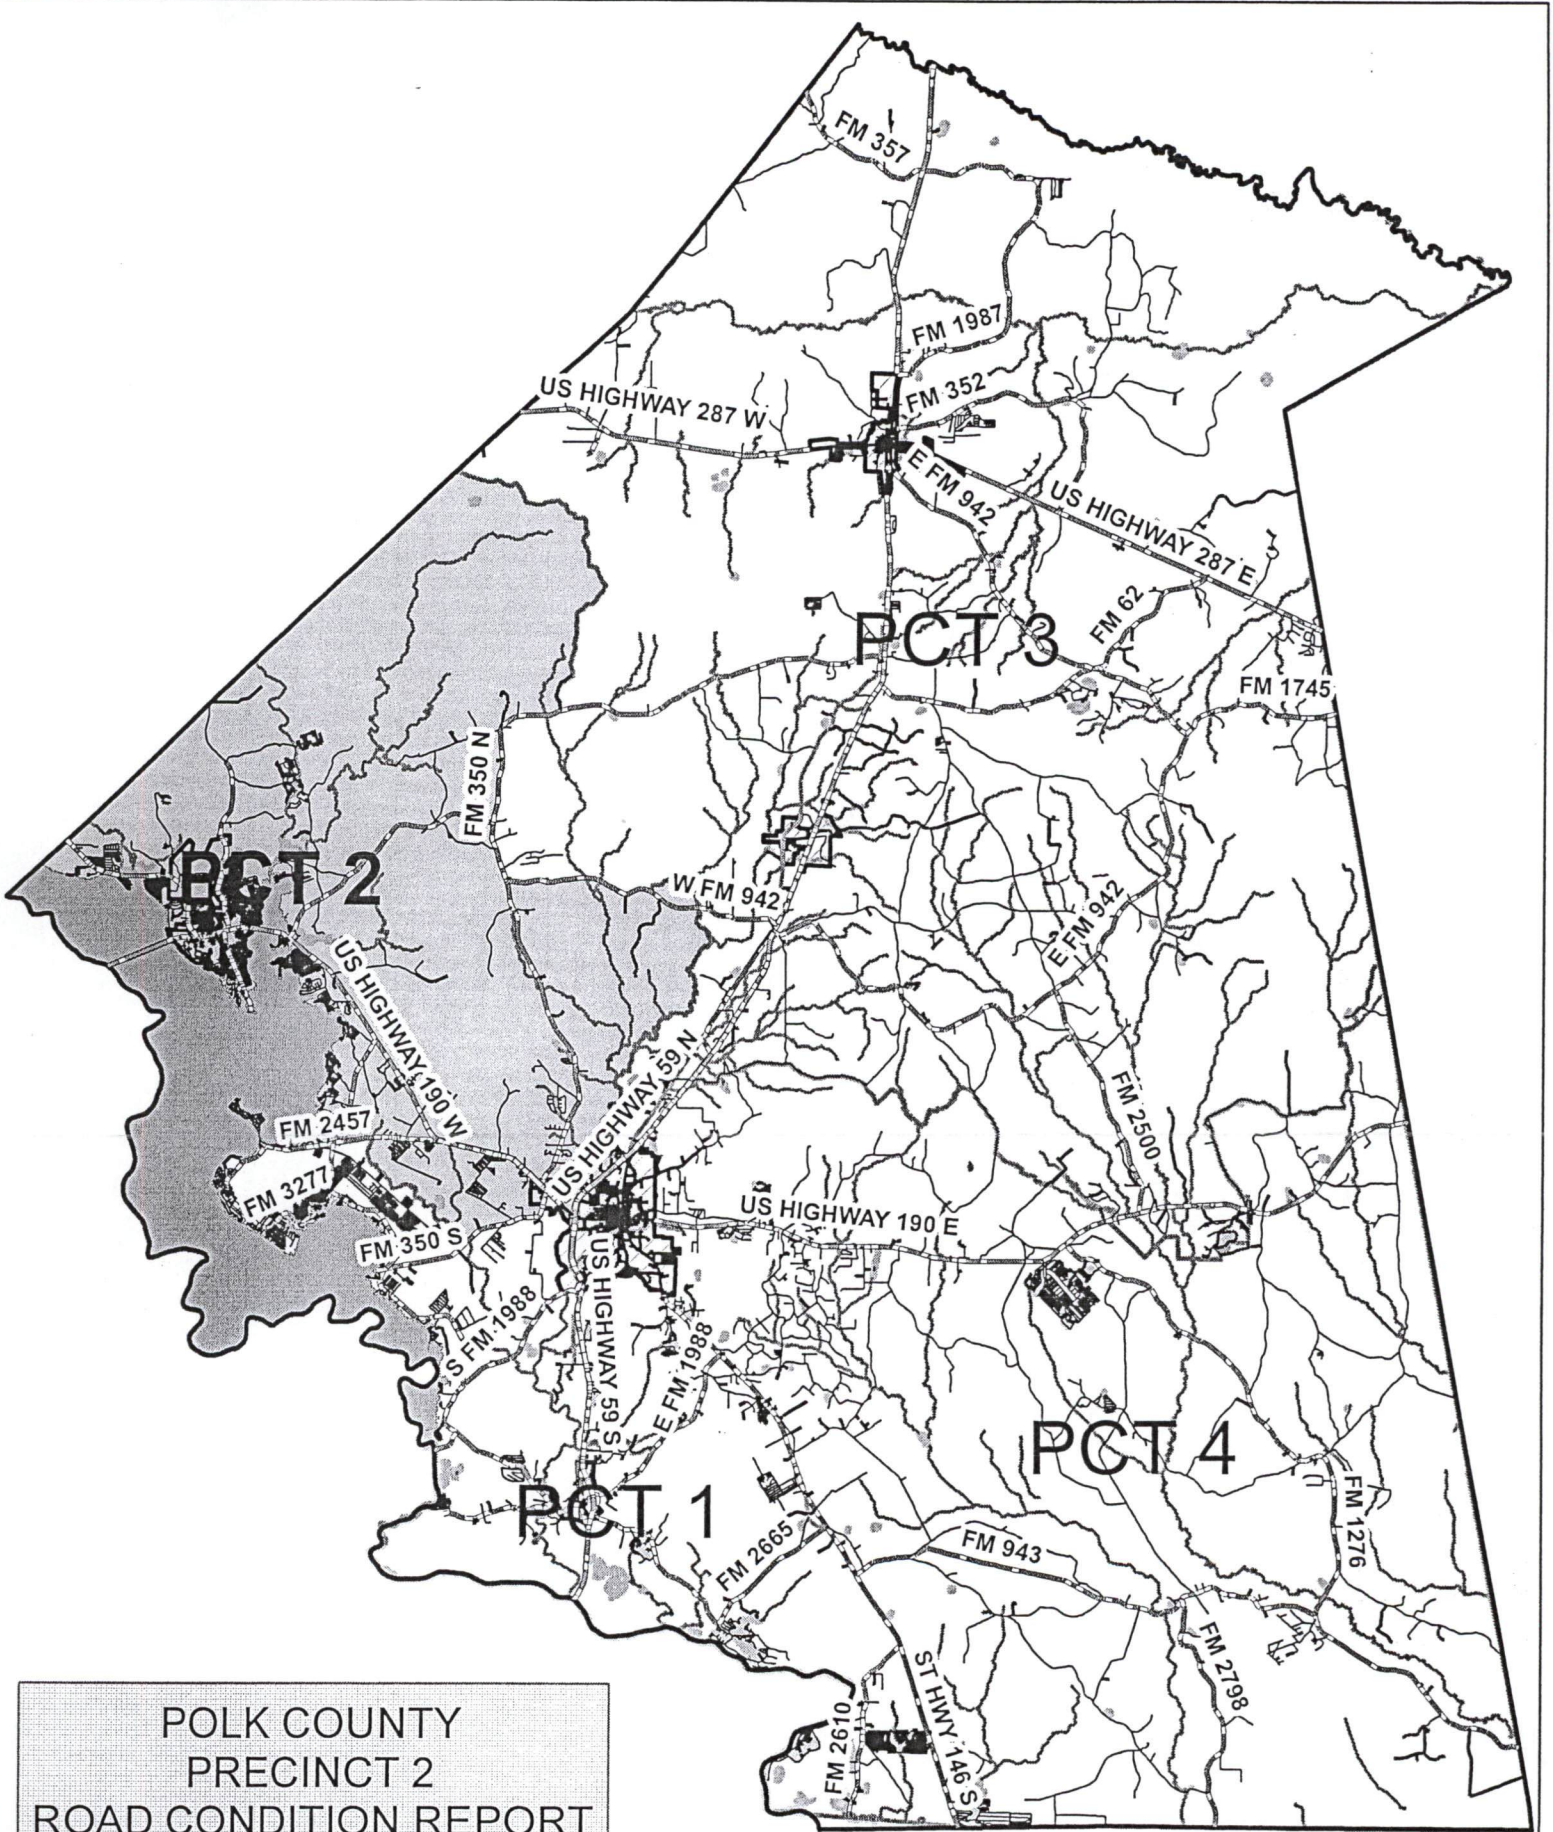 FM 357
FM 1987
US HIGHWAY 287 W
FM 352
E FM 942
US HIGHWAY 287 E
PCT 3
FM 62
FM 1745
FM 350 N
PCT 2
W FM 942
E FM 942
US HIGHWAY 190 W
US HIGHWAY 59 N
FM 2457
FM 2500
FM 3277
US HIGHWAY 190 E
FM 350 S
US HIGHWAY 59 S
S FM 1988
E FM 1988
PCT 4
PCT 1
FM 2665
FM 943
FM 1276
FM 2798
ST HWY 146 S
FM 2610
POLK COUNTY
PRECINCT 2
ROAD CONDITION REPORT